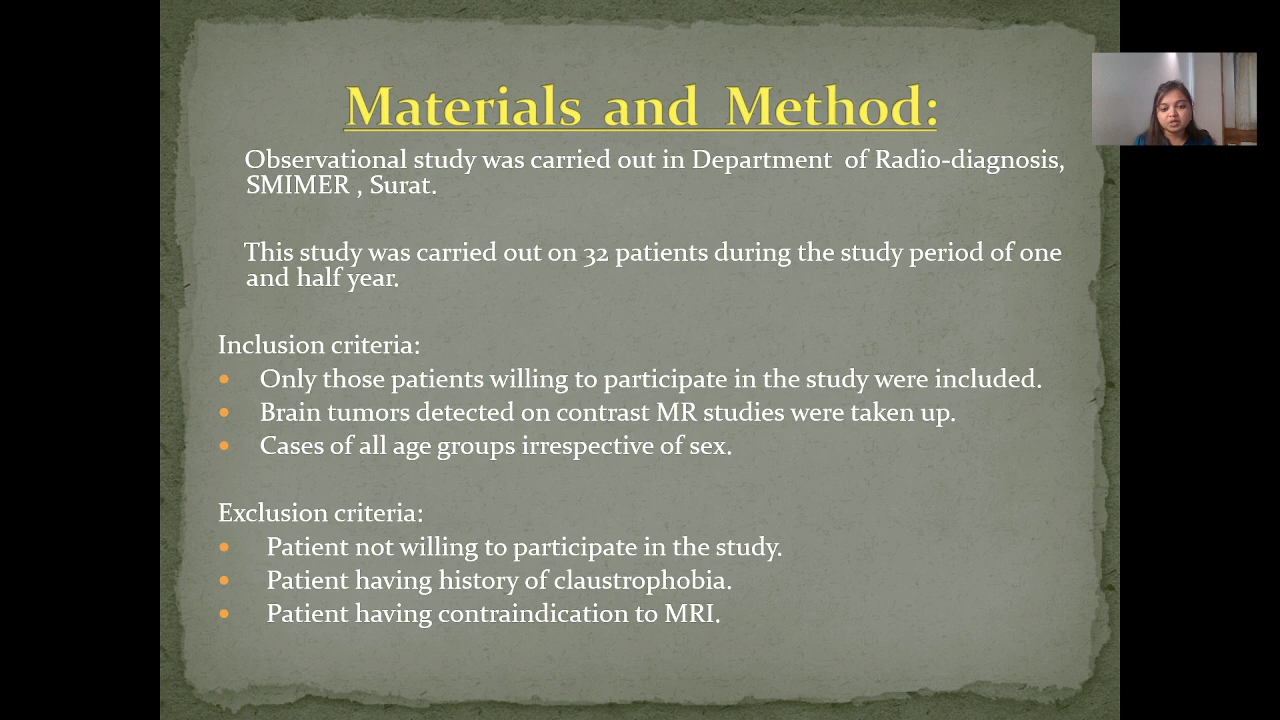 Materials and Method:
Observational study was carried out in Department of Radio-diagnosis,
SMIMER , Surat.
This study was carried out on 32 patients during the study period of one
and half year.
Inclusion criteria:
• Only those patients willing to participate in the study were included.
• Brain tumors detected on contrast MR studies were taken up.
• Cases of all age groups irrespective of sex.
Exclusion criteria:
• Patient not willing to participate in the study.
• Patient having history of claustrophobia.
• Patient having contraindication to MRI.